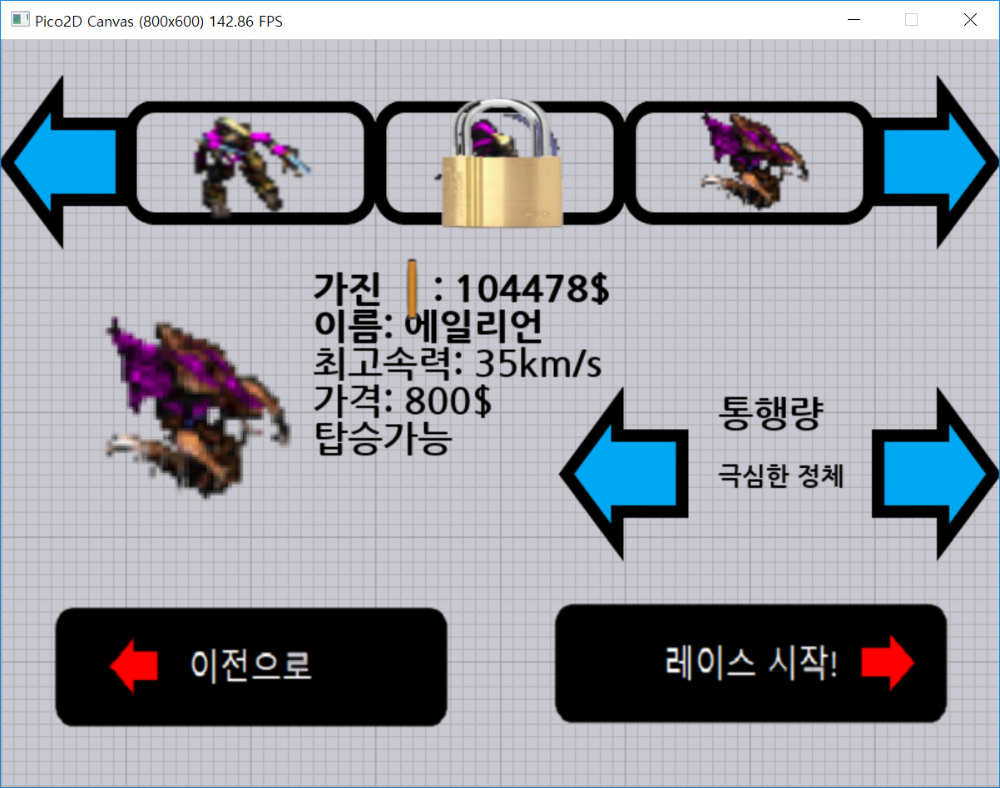 Pico2D Canvas (800x600) 142.86 FPS
가진 : 104478$
이름: 에일리언
최고속력: 35km/s
가격: 800$
탑승가능
통행량
극심한 정체
이전으로
레이스 시작!